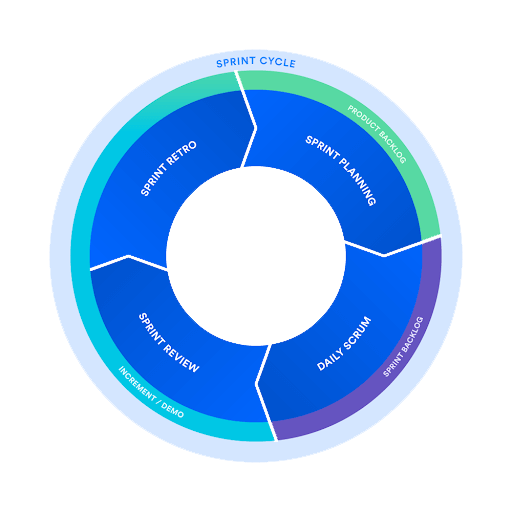 SPRINT CYCLE
PRODUCT BACKLOG
SPRINT PLANNING
SPRINT BACKLOG
DAILY SCRUM
INCREMENT / DEMO
SPRINT REVIEW
SPRINT RETRO